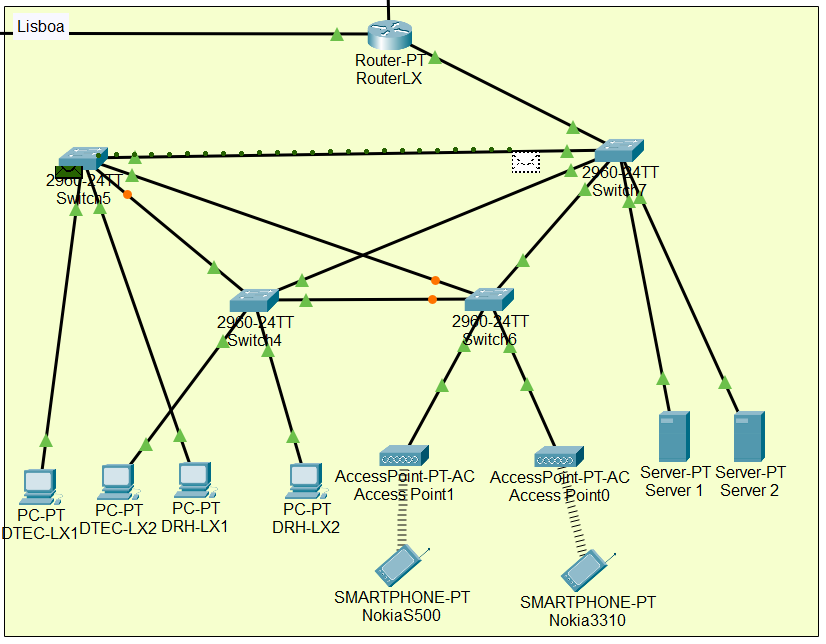 Lisboa
Router-PT
RouterLX
2960-24TT
Switch5
2960-24TT
Switch7
2960-24TT
Switch4
2960-24TT
Switch6
PC-PT
DTEC-LX1
PC-PT
DTEC-LX2
PC-PT
DRH-LX1
PC-PT
DRH-LX2
AccessPoint-PT-AC
Access Point1
AccessPoint-PT-AC
Access Point0
Server-PT
Server 1
Server-PT
Server 2
SMARTPHONE-PT
NokiaS500
SMARTPHONE-PT
Nokia3310